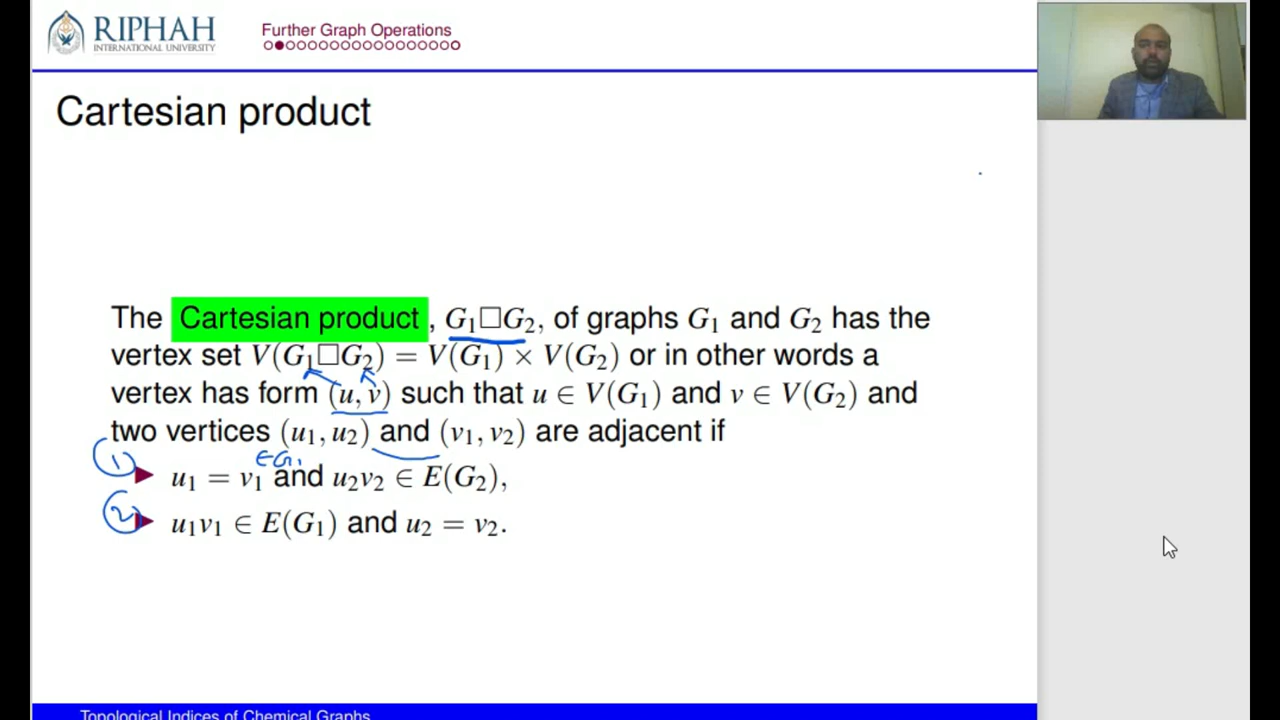 RIPHAH
INTERNATIONAL UNIVERSITY
Further Graph Operations
Cartesian product
The Cartesian product, G₁□G₂, of graphs G₁ and G₂ has the
vertex set V(G₁□G₂) = V(G₁) × V(G₂) or in other words a
vertex has form (u, v) such that u ∈ V(G₁) and v ∈ V(G₂) and
two vertices (u₁, u₂) and (v₁, v₂) are adjacent if
∈G₁
① ▶ u₁ = v₁ and u₂v₂ ∈ E(G₂),
② ▶ u₁v₁ ∈ E(G₁) and u₂ = v₂.
Topological Indices of Chemical Graphs